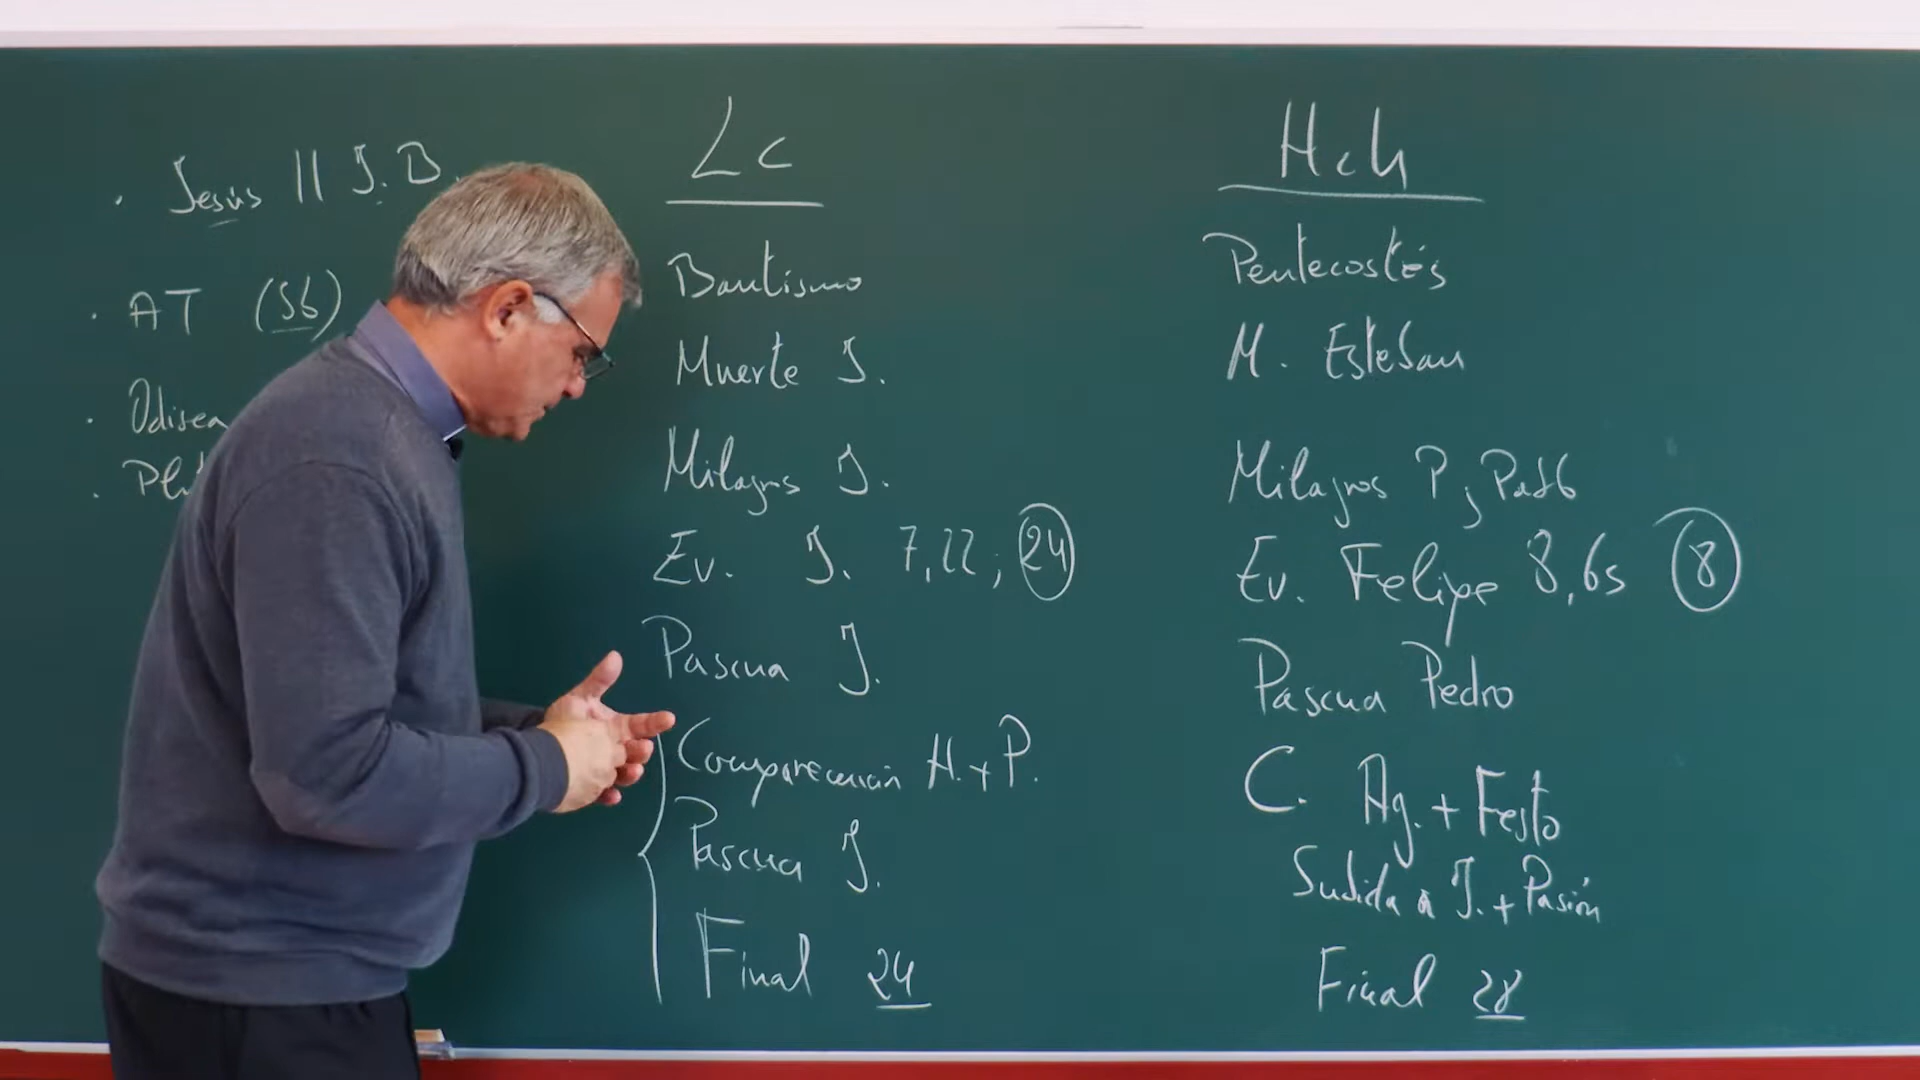 · Jesús || J.B.
· AT (S6)
· Odisea
·
Lc
Bautismo
Muerte J.
Milagros J.
Ev. J. 7,22; 24
Pascua J.
Comparecencia H. y P.
Pascua J.
Final 24
Hch
Pentecostés
M. Esteban
Milagros P; Pablo
Ev. Felipe 8,6s 8
Pascua Pedro
C. Ag. + Festo
Subida a J. + Pasión
Final 28